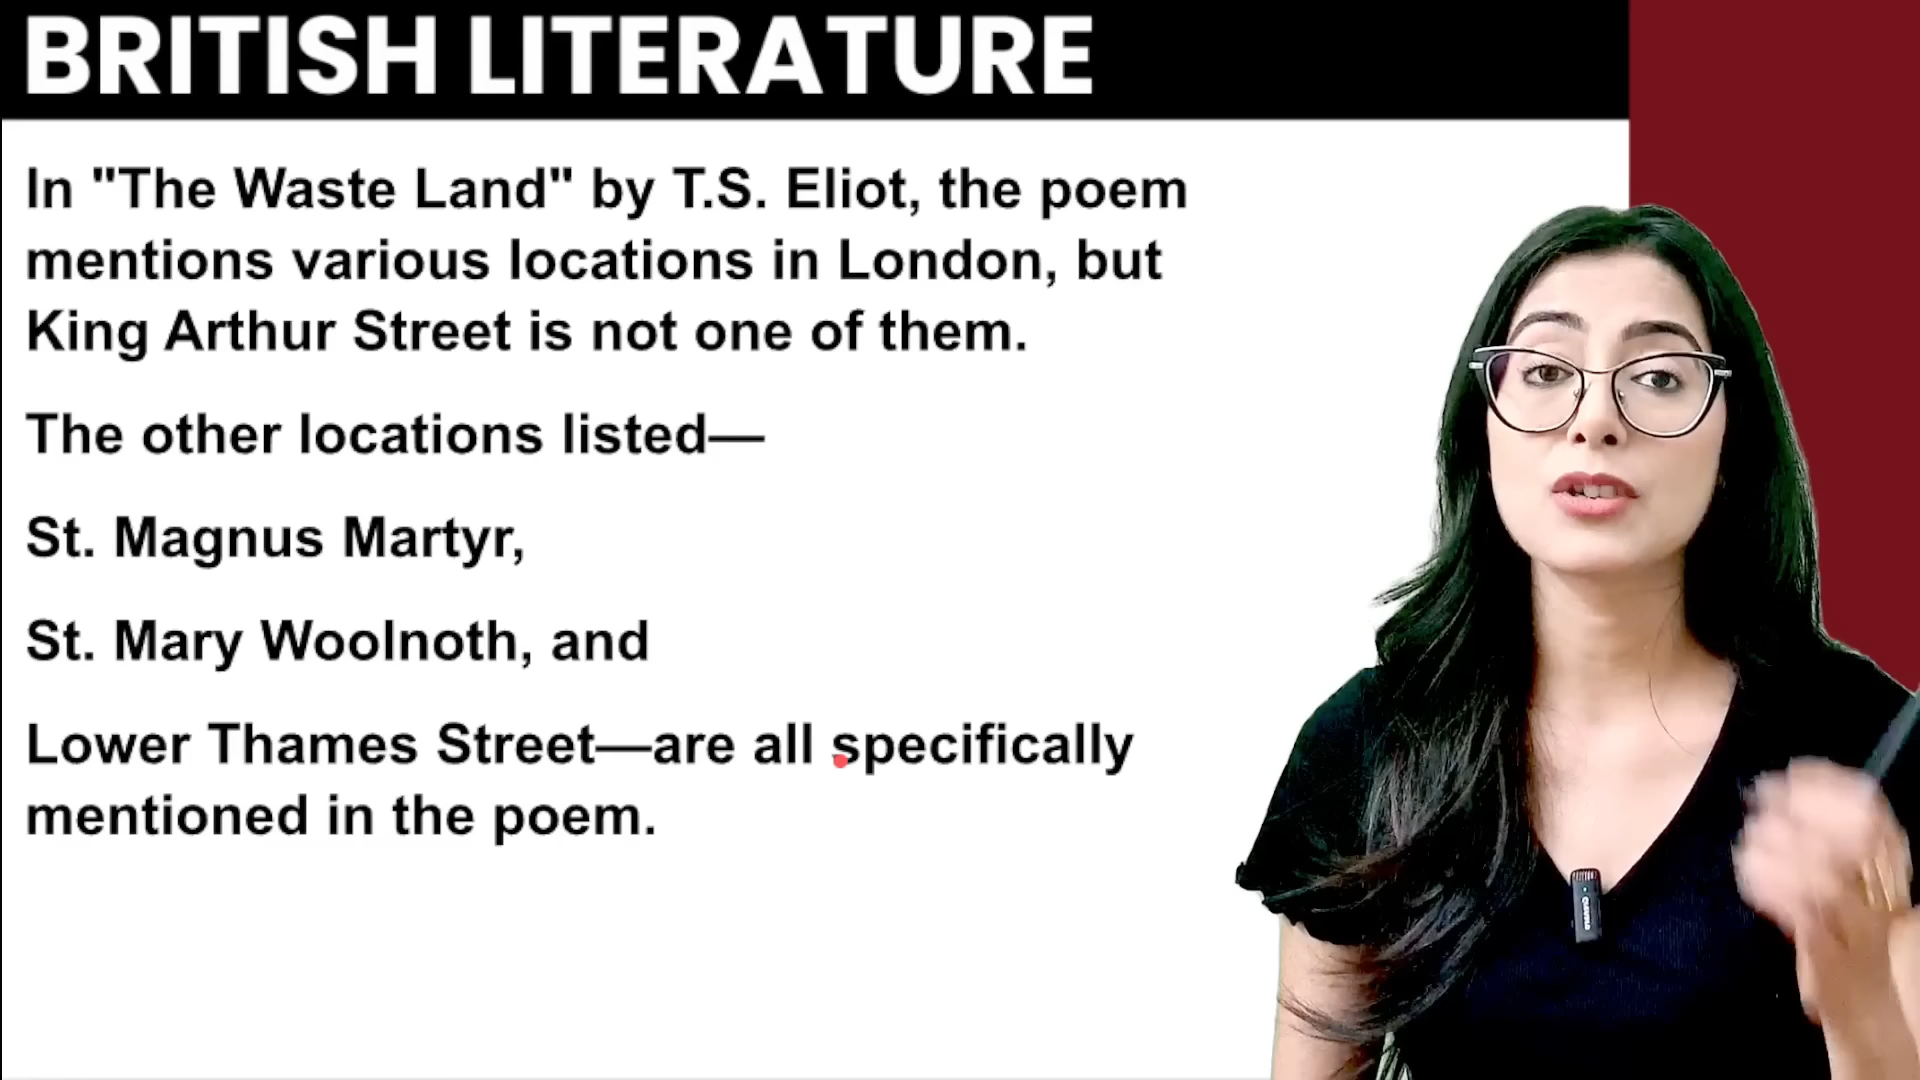 BRITISH LITERATURE
In "The Waste Land" by T.S. Eliot, the poem
mentions various locations in London, but
King Arthur Street is not one of them.
The other locations listed—
St. Magnus Martyr,
St. Mary Woolnoth, and
Lower Thames Street—are all specifically
mentioned in the poem.